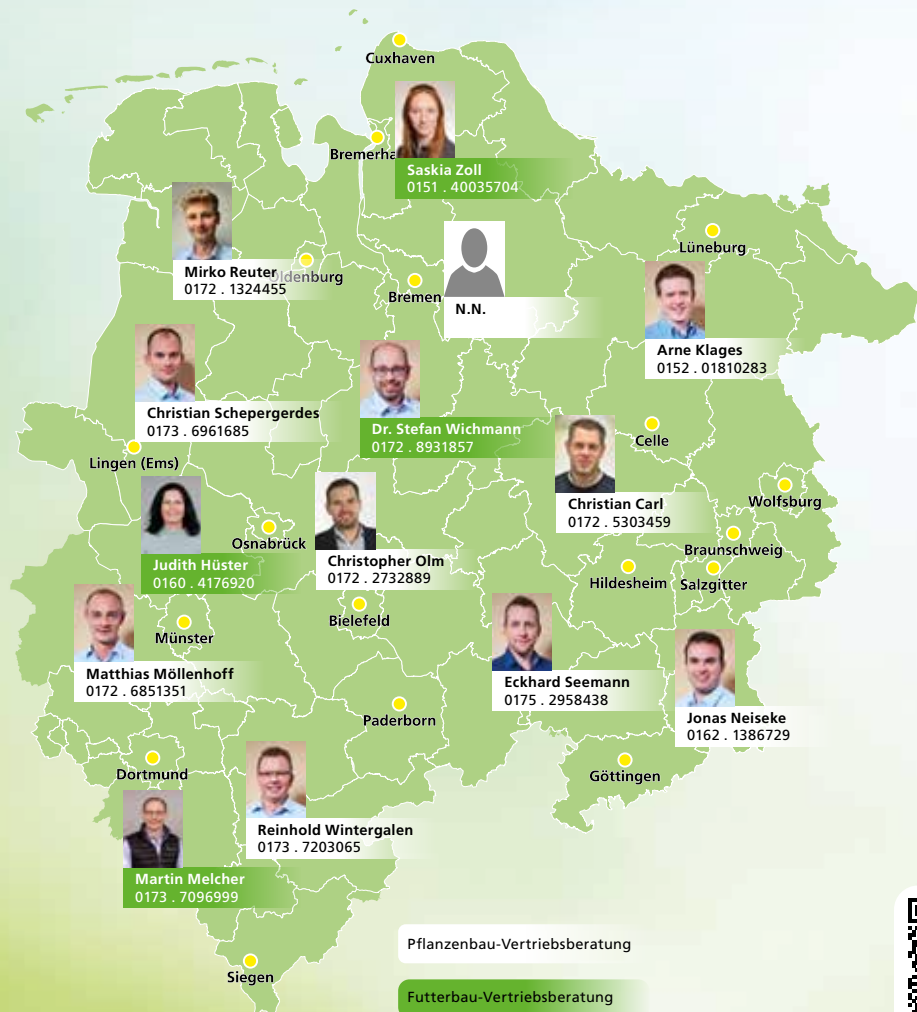 Cuxhaven
Bremerha
Saskia Zoll
0151 . 40035704
Mirko Reuter
0172 . 1324455
Oldenburg
Bremen
N.N.
Lüneburg
Arne Klages
0152 . 01810283
Christian Schepergerdes
0173 . 6961685
Dr. Stefan Wichmann
0172 . 8931857
Celle
Lingen (Ems)
Christian Carl
0172 . 5303459
Wolfsburg
Judith Hüster
0160 . 4176920
Osnabrück
Christopher Olm
0172 . 2732889
Braunschweig
Hildesheim
Salzgitter
Bielefeld
Münster
Matthias Möllenhoff
0172 . 6851351
Eckhard Seemann
0175 . 2958438
Jonas Neiseke
0162 . 1386729
Paderborn
Dortmund
Göttingen
Reinhold Wintergalen
0173 . 7203065
Martin Melcher
0173 . 7096999
Siegen
Pflanzenbau-Vertriebsberatung
Futterbau-Vertriebsberatung